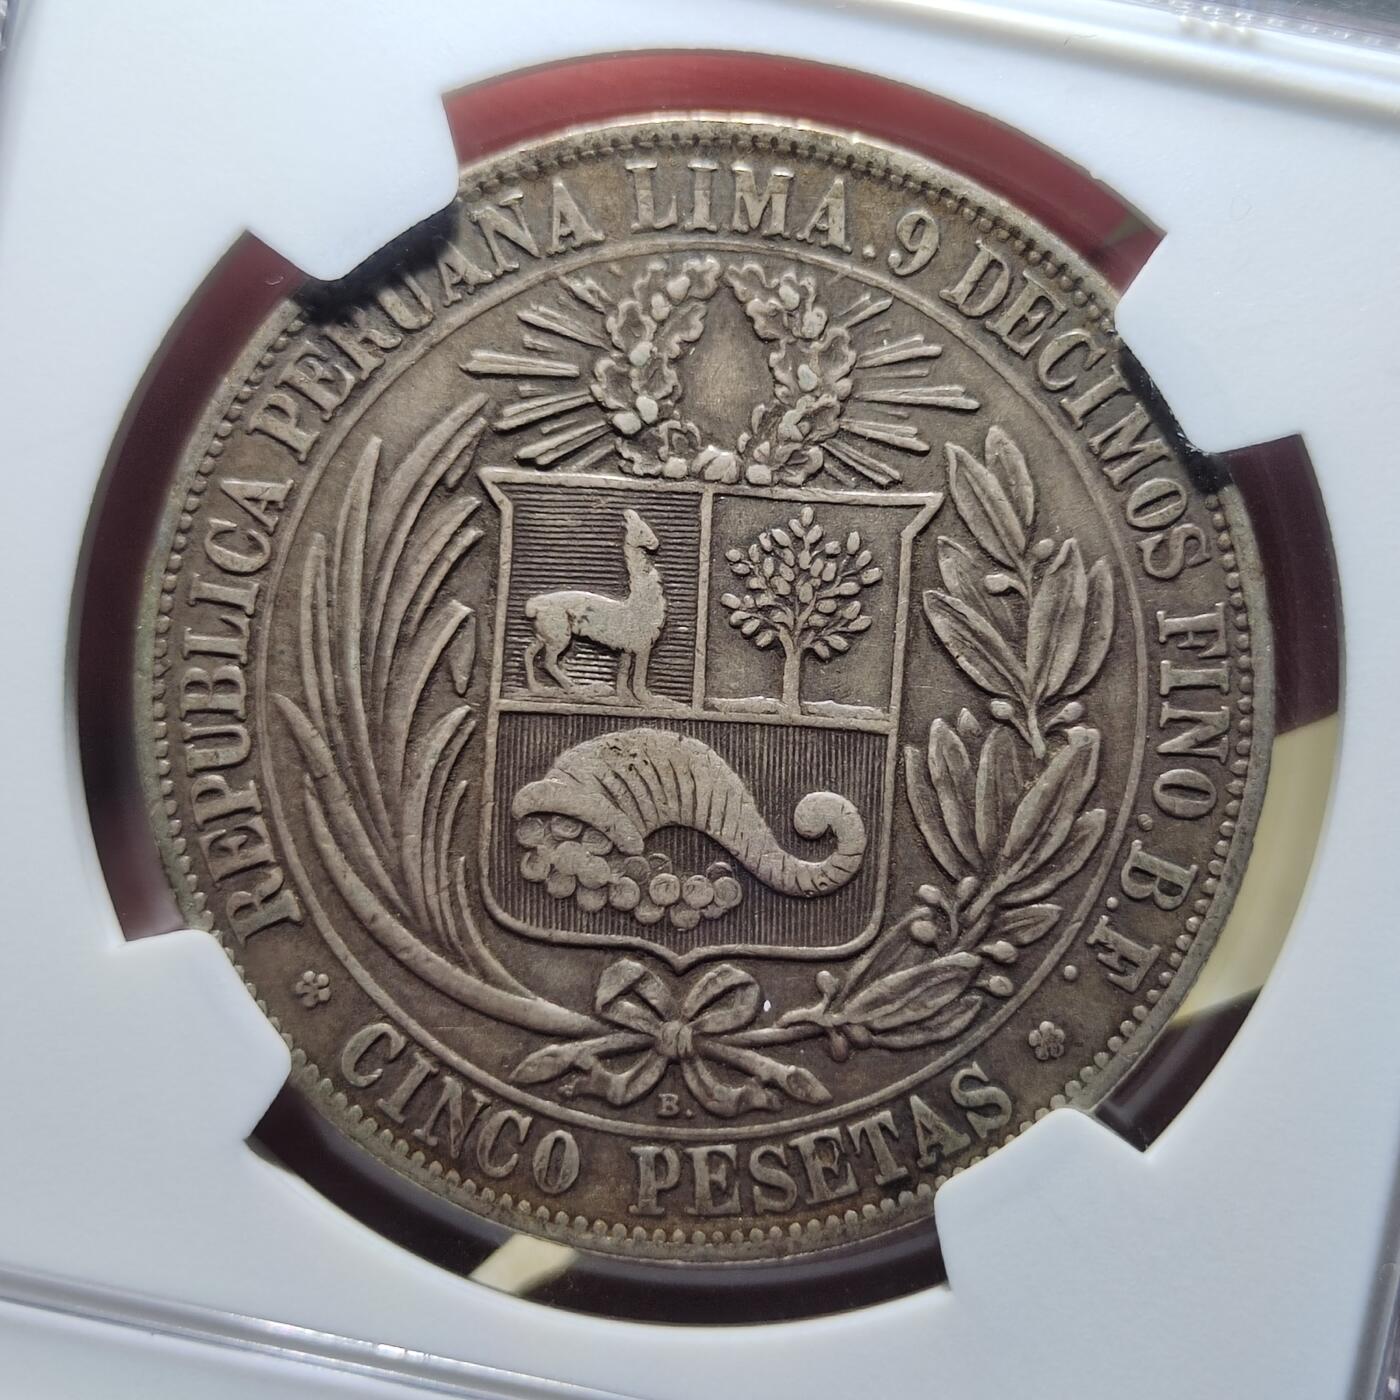 REPUBLICA PERUANA LIMA. 9 DECIMOS FINO. B.F.
CINCO PESETAS
B.